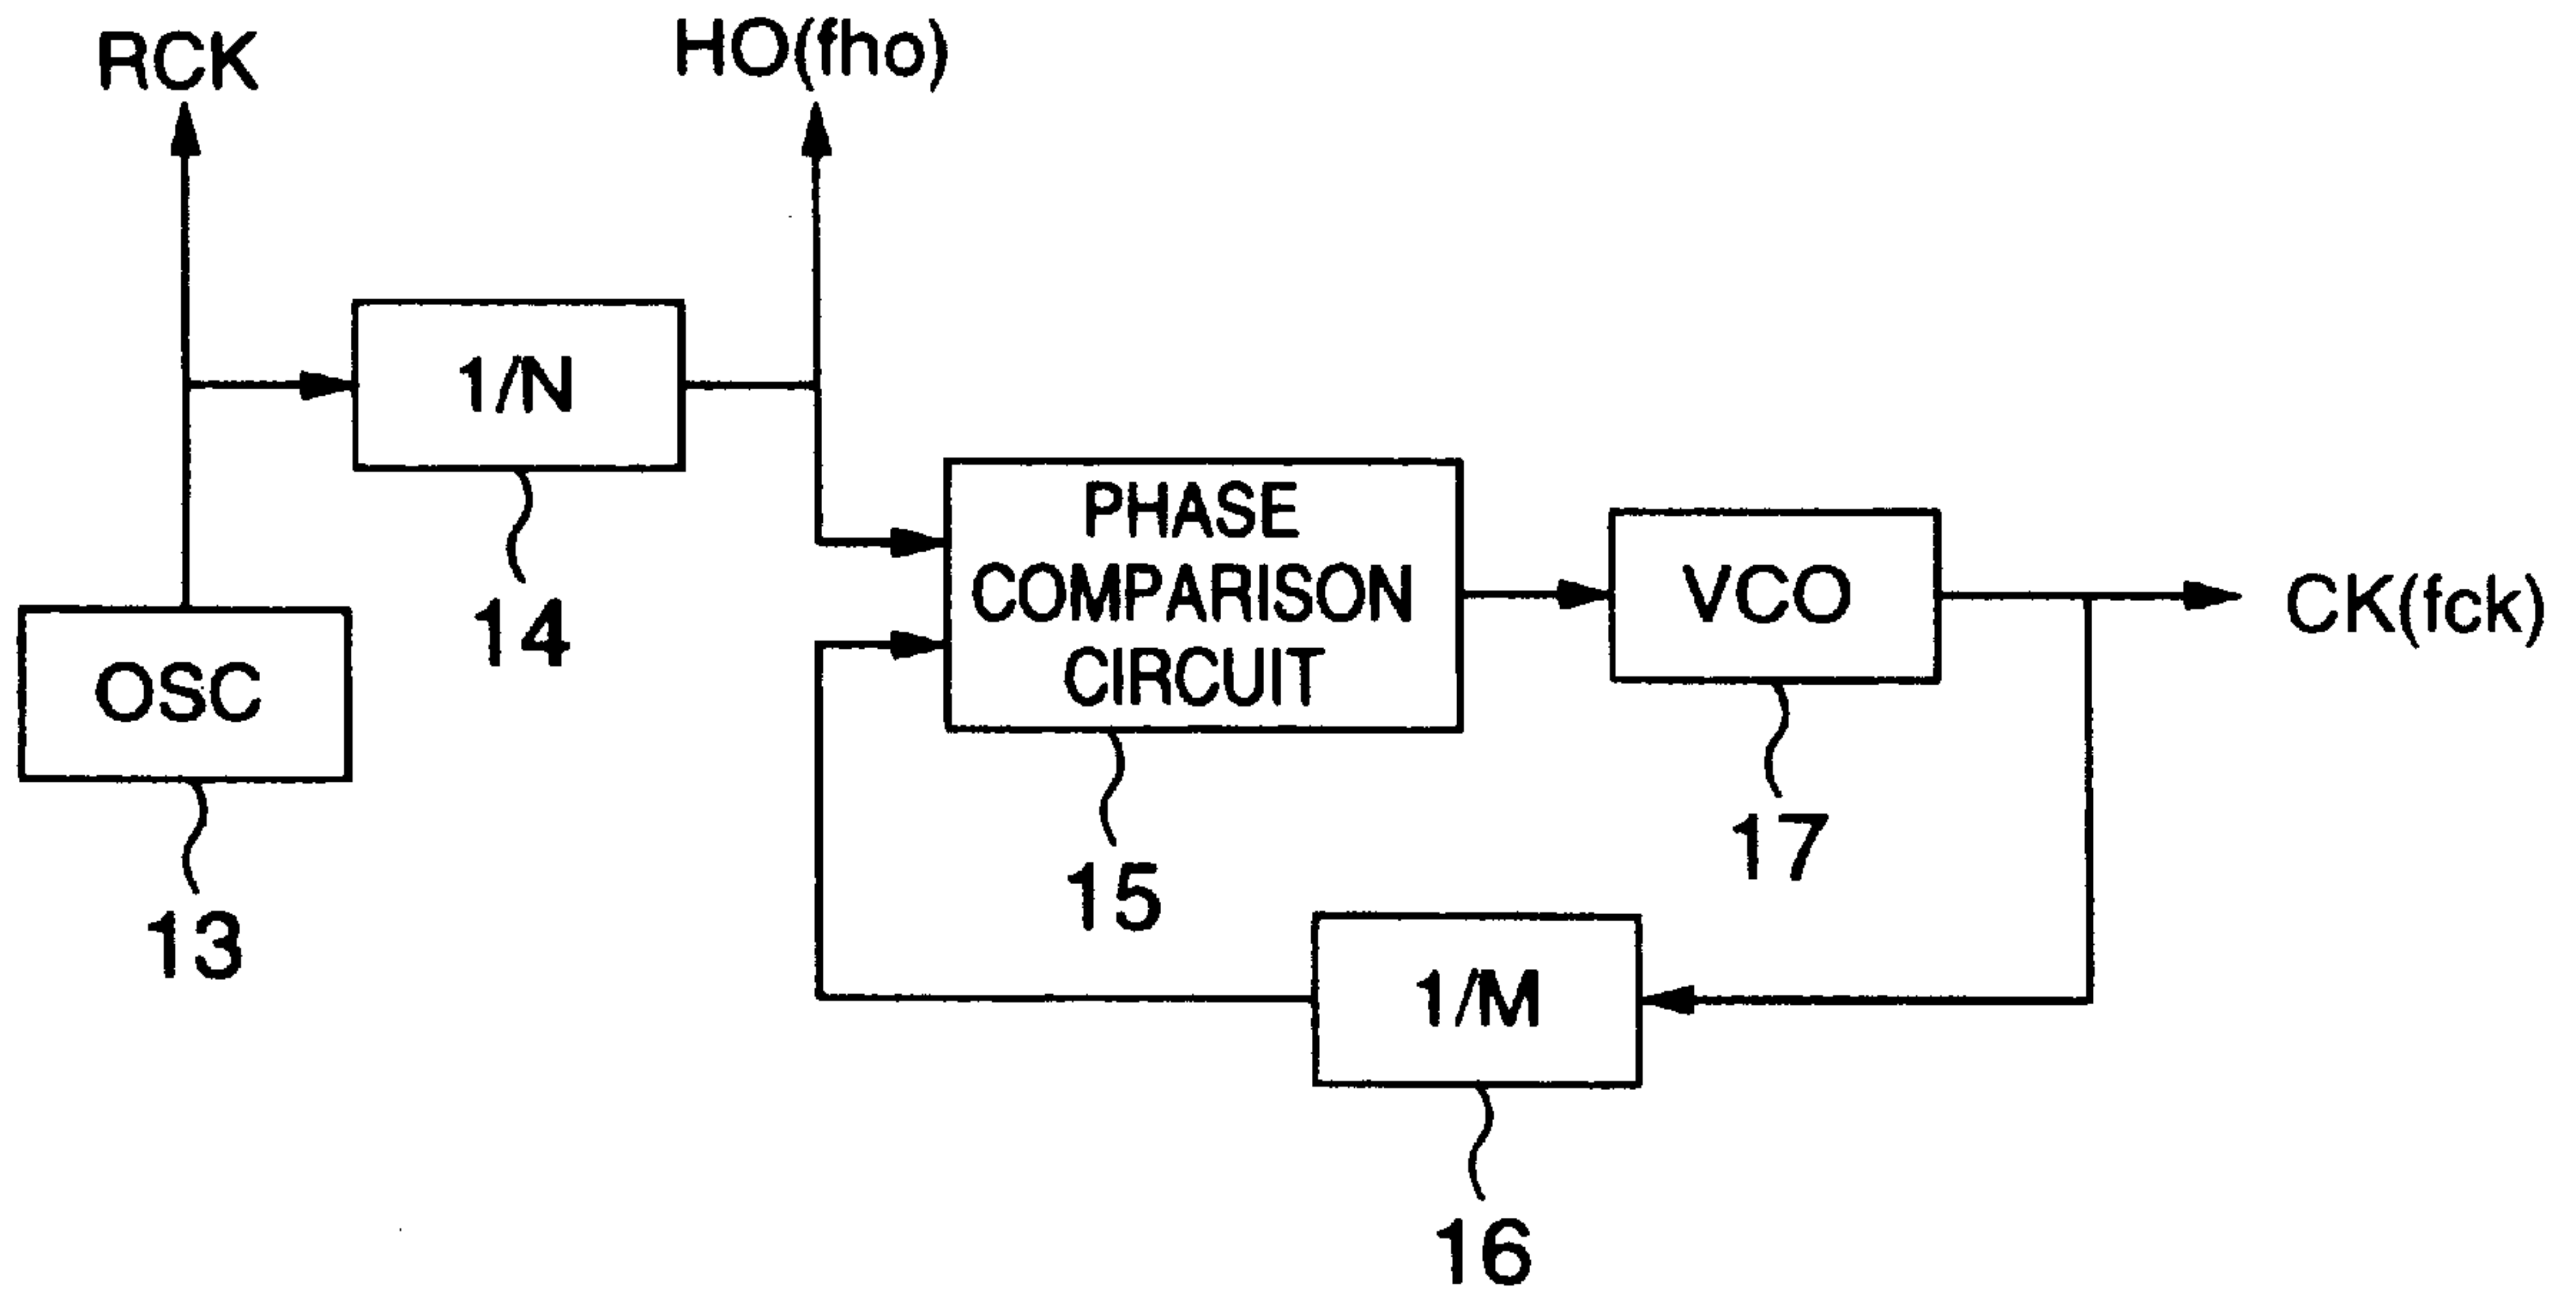 RCK
HO(fho)
1/N
14
OSC
13
PHASE
COMPARISON
CIRCUIT
15
VCO
17
CK(fck)
1/M
16